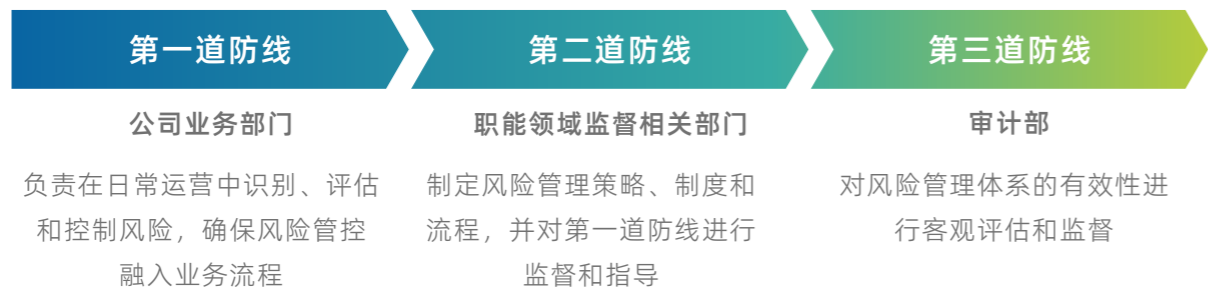 第一道防线
公司业务部门
负责在日常运营中识别、评估
和控制风险，确保风险管控
融入业务流程
第二道防线
职能领域监督相关部门
制定风险管理策略、制度和
流程，并对第一道防线进行
监督和指导
第三道防线
审计部
对风险管理体系的有效性进
行客观评估和监督